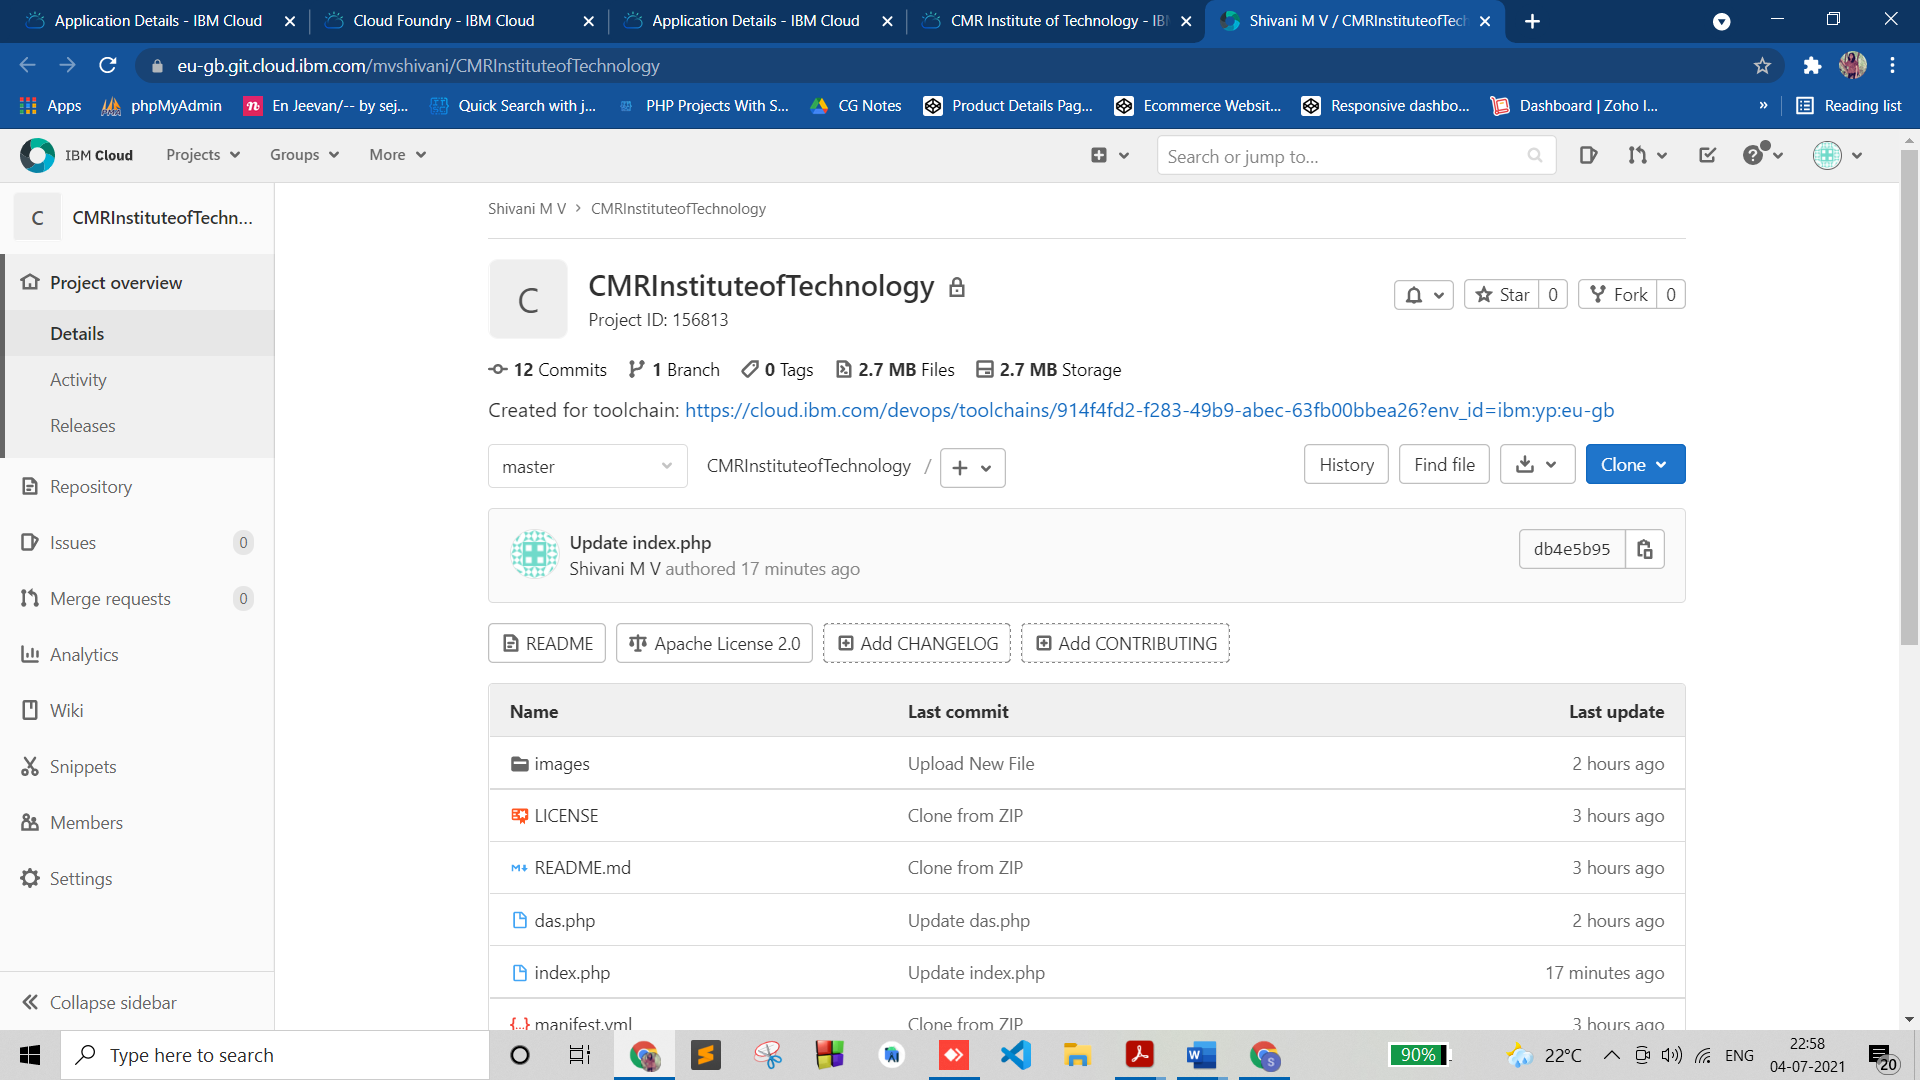 Application Details - IBM Cloud
Cloud Foundry - IBM Cloud
Application Details - IBM Cloud
CMR Institute of Technology - IB
Shivani M V / CMRInstituteofTech
eu-gb.git.cloud.ibm.com/mvshivani/CMRInstituteofTechnology
Apps
phpMyAdmin
En Jeevan/-- by sej...
Quick Search with j...
PHP Projects With S...
CG Notes
Product Details Pag...
Ecommerce Websit...
Responsive dashbo...
Dashboard | Zoho I...
»
Reading list
IBM Cloud
Projects
Groups
More
Search or jump to...
C
CMRInstituteofTechn...
Project overview
Details
Activity
Releases
Repository
Issues 0
Merge requests 0
Analytics
Wiki
Snippets
Members
Settings
Collapse sidebar
Shivani M V > CMRInstituteofTechnology
C
CMRInstituteofTechnology
Project ID: 156813
Star 0
Fork 0
12 Commits 1 Branch 0 Tags 2.7 MB Files 2.7 MB Storage
Created for toolchain: https://cloud.ibm.com/devops/toolchains/914f4fd2-f283-49b9-abec-63fb00bbea26?env_id=ibm:yp:eu-gb
master
CMRInstituteofTechnology /
History
Find file
Clone
Update index.php
Shivani M V authored 17 minutes ago
db4e5b95
README
Apache License 2.0
Add CHANGELOG
Add CONTRIBUTING
Name Last commit Last update
images Upload New File 2 hours ago
LICENSE Clone from ZIP 3 hours ago
README.md Clone from ZIP 3 hours ago
das.php Update das.php 2 hours ago
index.php Update index.php 17 minutes ago
manifest.yml Clone from ZIP 3 hours ago
Type here to search
90%
22°C
ENG
22:58
04-07-2021
20